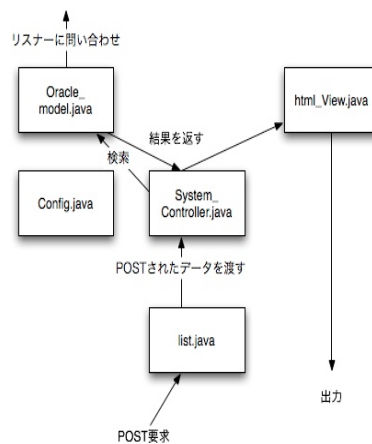 リスナーに問い合わせ
Oracle_
model.java
html_View.java
結果を返す
検索
Config.java
System_
Controller.java
POSTされたデータを渡す
list.java
出力
POST要求